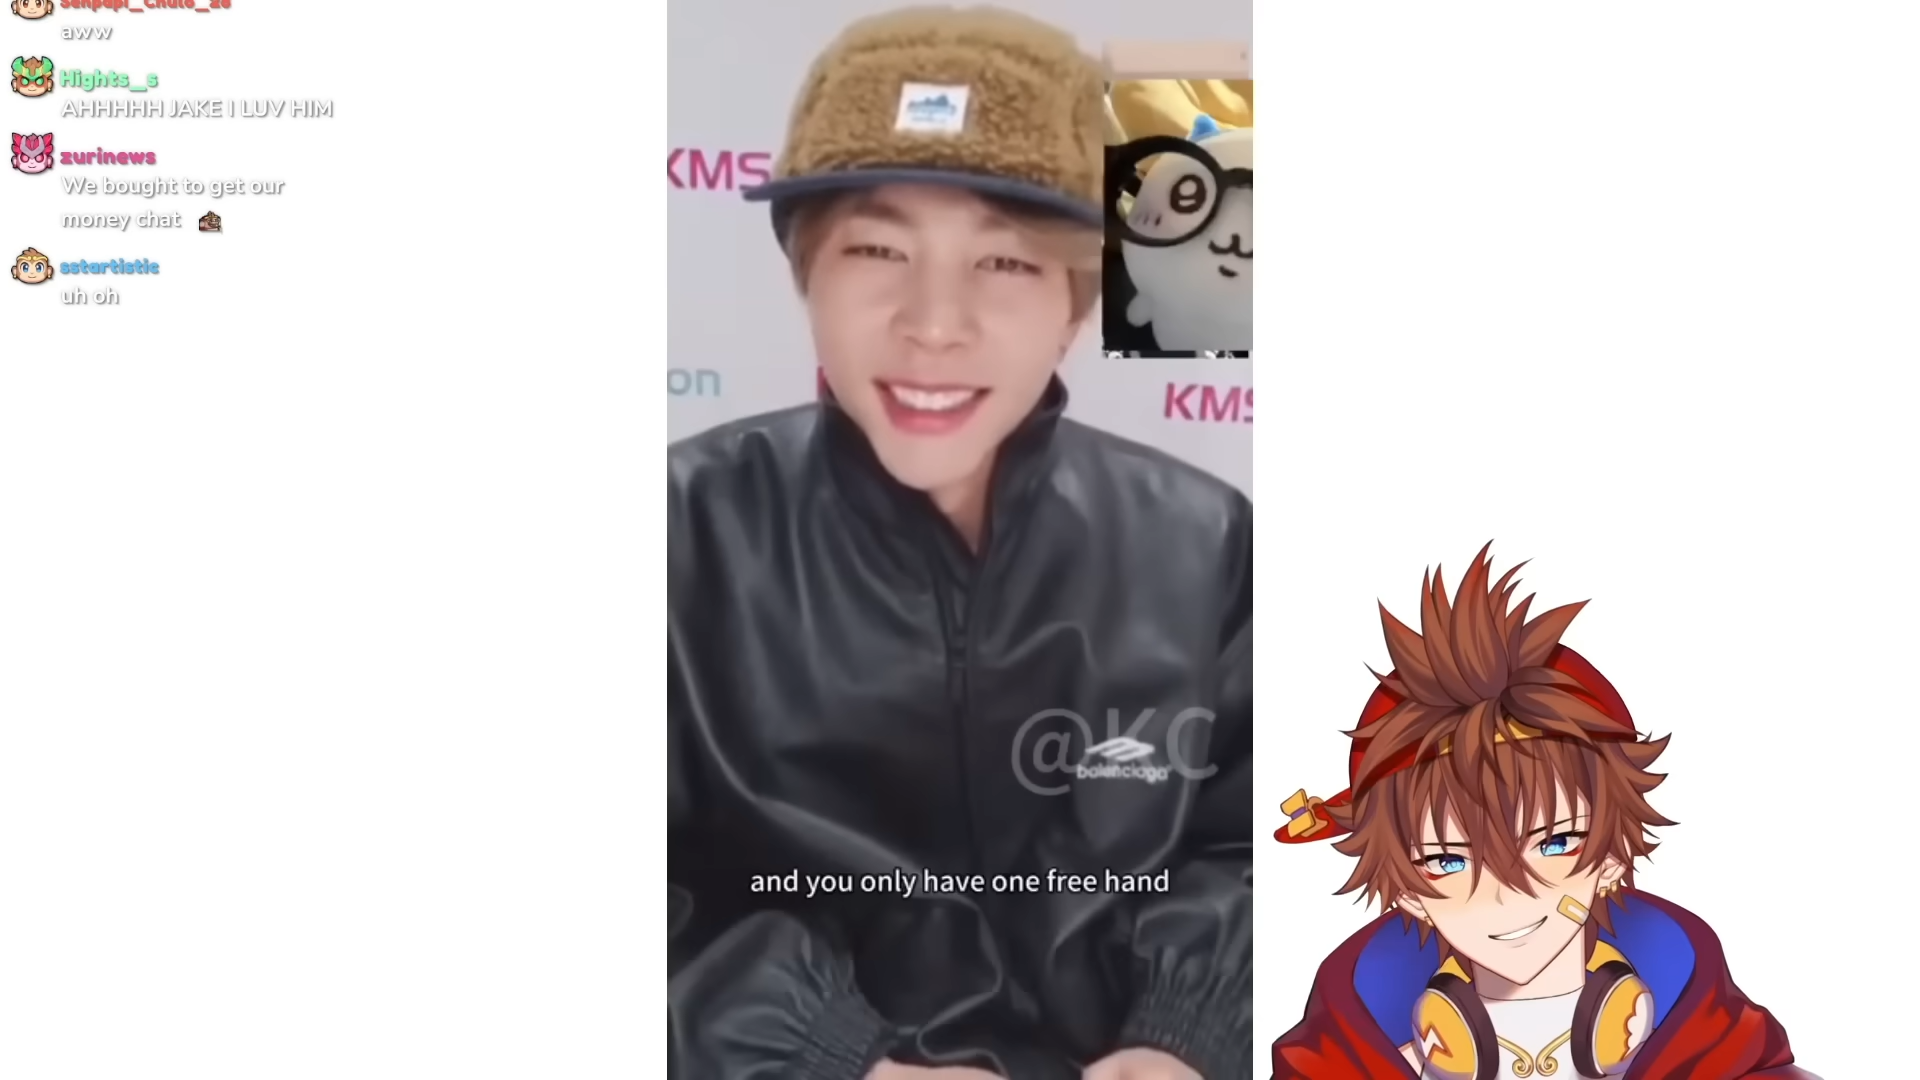 Senpapi_Chulo_26
aww
Hights_s
AHHHHH JAKE I LUV HIM
zurinews
We bought to get our
money chat
sstartistic
uh oh
KMS
on
KMS
@KC
balenciaga
and you only have one free hand